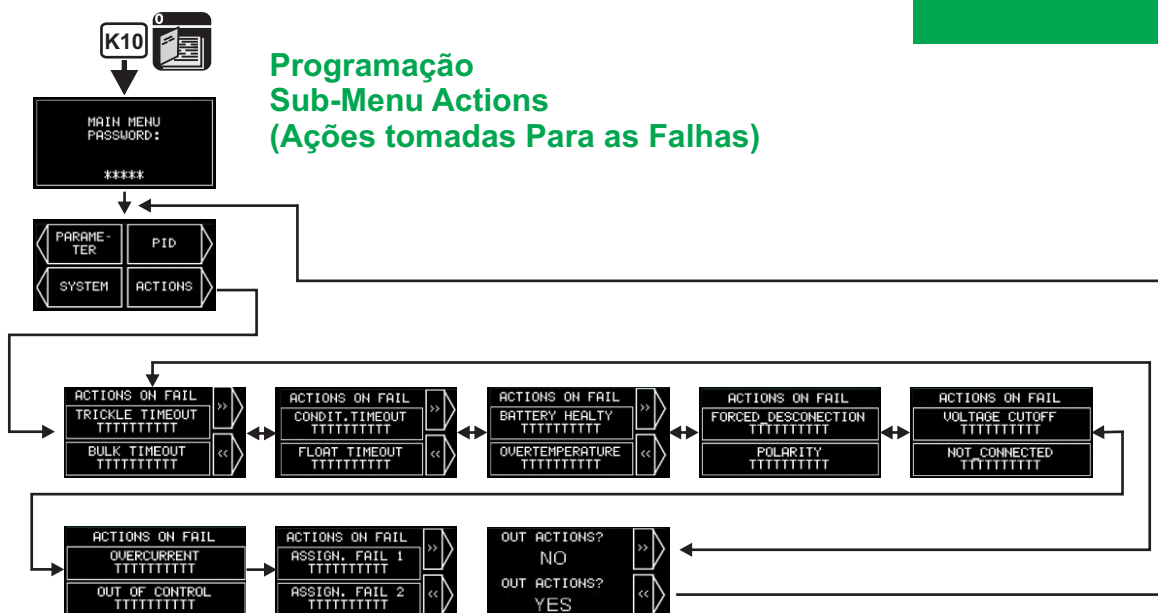 0
K10
Programação
Sub-Menu Actions
(Ações tomadas Para as Falhas)
MAIN MENU
PASSWORD:
*****
PARAME-
TER
PID
SYSTEM
ACTIONS
ACTIONS ON FAIL
TRICKLE TIMEOUT
TTTTTTTTTT
>>
BULK TIMEOUT
TTTTTTTTTT
<<
ACTIONS ON FAIL
CONDIT.TIMEOUT
TTTTTTTTTT
>>
FLOAT TIMEOUT
TTTTTTTTTT
<<
ACTIONS ON FAIL
BATTERY HEALTY
TTTTTTTTTT
>>
OVERTEMPERATURE
TTTTTTTTTT
<<
ACTIONS ON FAIL
FORCED_DESCONECTION
TTTTTTTTTT
POLARITY
TTTTTTTTTT
ACTIONS ON FAIL
VOLTAGE CUTOFF
TTTTTTTTTT
NOT_CONNECTED
TTTTTTTTTT
ACTIONS ON FAIL
OVERCURRENT
TTTTTTTTTT
OUT OF CONTROL
TTTTTTTTTT
ACTIONS ON FAIL
ASSIGN. FAIL 1
TTTTTTTTTT
>>
ASSIGN. FAIL 2
TTTTTTTTTT
<<
OUT ACTIONS?
NO
>>
OUT ACTIONS?
YES
<<